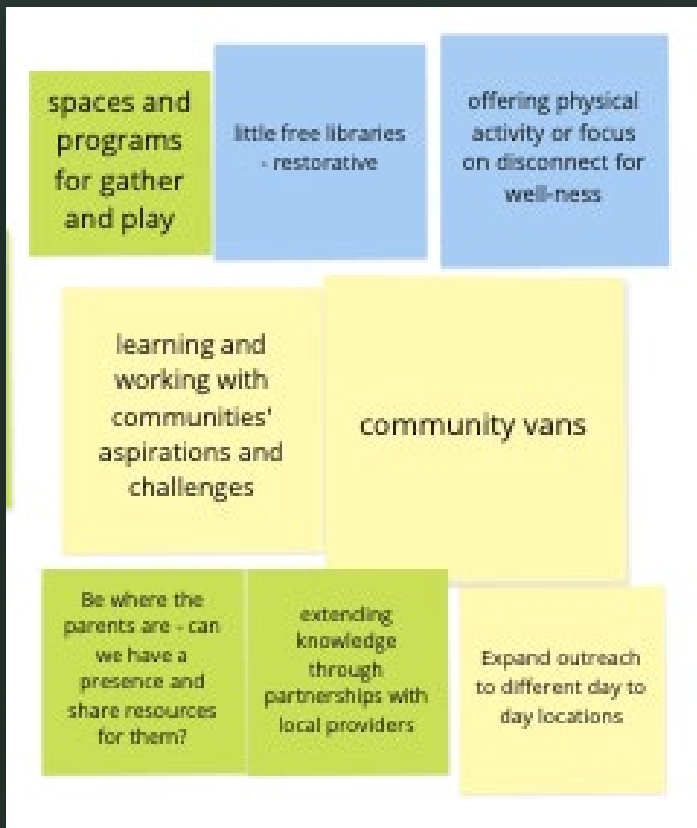 spaces and
programs
for gather
and play
little free libraries
- restorative
offering physical
activity or focus
on disconnect for
well-ness
learning and
working with
communities'
aspirations and
challenges
community vans
Be where the
parents are - can
we have a
presence and
share resources
for them?
extending
knowledge
through
partnerships with
local providers
Expand outreach
to different day to
day locations